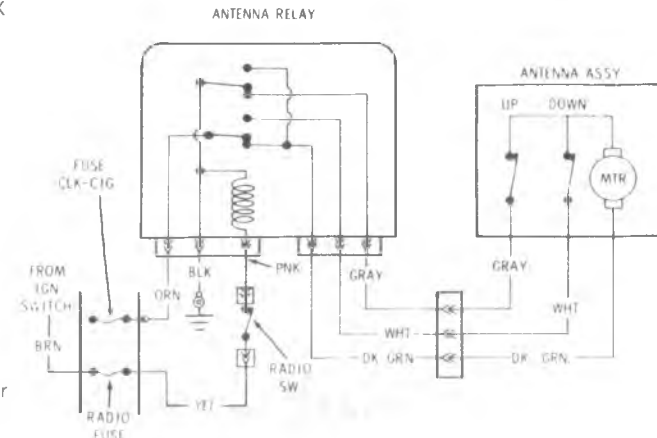 ANTENNA RELAY
ANTENNA ASSY
UP DOWN
MTR
FUSE
CLK-CIG
FROM
IGN
SWITCH
BRN
ORN
BLK
PNK
GRAY
GRAY
WHT
WHT
DK GRN
DK GRN
RADIO
SW
YEL
RADIO
FUSE